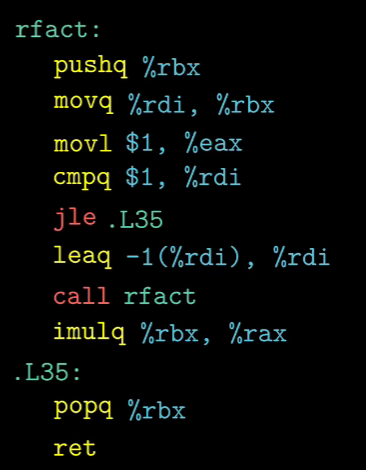 rfact:
pushq %rbx
movq %rdi, %rbx
movl $1, %eax
cmpq $1, %rdi
jle .L35
leaq -1(%rdi), %rdi
call rfact
imulq %rbx, %rax
.L35:
popq %rbx
ret